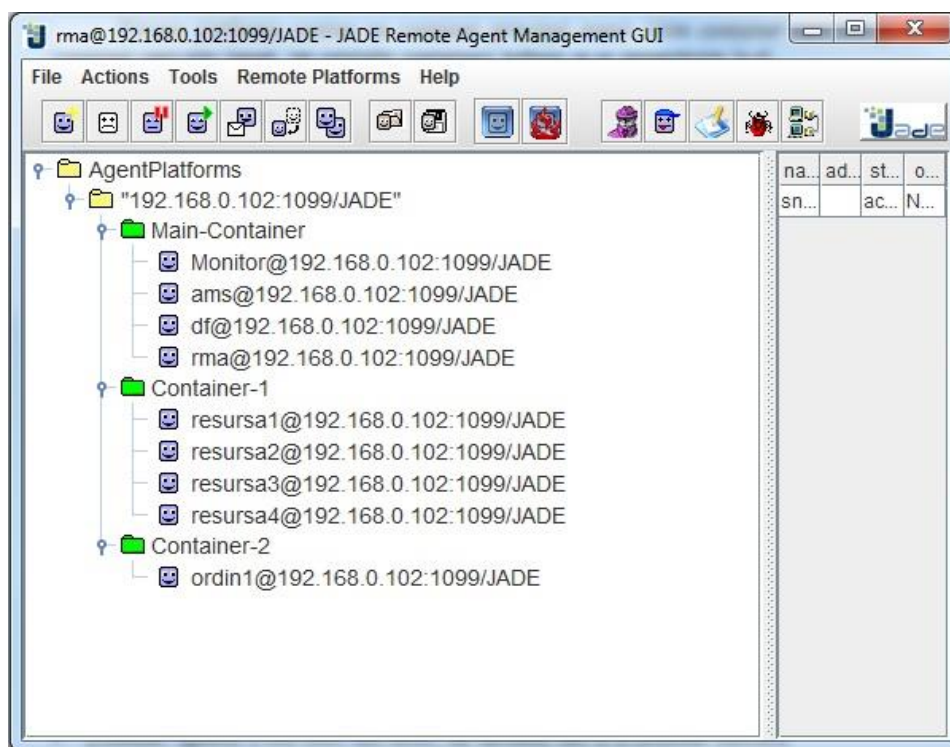 rma@192.168.0.102:1099/JADE - JADE Remote Agent Management GUI
File Actions Tools Remote Platforms Help
Jade
AgentPlatforms
"192.168.0.102:1099/JADE"
Main-Container
Monitor@192.168.0.102:1099/JADE
ams@192.168.0.102:1099/JADE
df@192.168.0.102:1099/JADE
rma@192.168.0.102:1099/JADE
Container-1
resursa1@192.168.0.102:1099/JADE
resursa2@192.168.0.102:1099/JADE
resursa3@192.168.0.102:1099/JADE
resursa4@192.168.0.102:1099/JADE
Container-2
ordin1@192.168.0.102:1099/JADE
na... ad... st... o...
sn... ac... N...